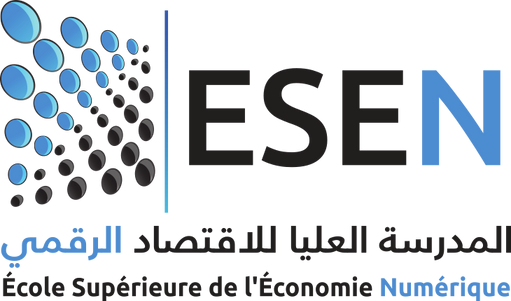 ESEN
المدرسة العليا للاقتصاد الرقمي
École Supérieure de l'Économie Numérique